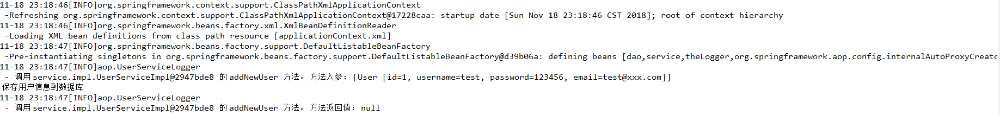 11-18 23:18:46[INFO]org.springframework.context.support.ClassPathXmlApplicationContext
 -Refreshing org.springframework.context.support.ClassPathXmlApplicationContext@17228caa: startup date [Sun Nov 18 23:18:46 CST 2018]; root of context hierarchy
11-18 23:18:46[INFO]org.springframework.beans.factory.xml.XmlBeanDefinitionReader
 -Loading XML bean definitions from class path resource [applicationContext.xml]
11-18 23:18:47[INFO]org.springframework.beans.factory.support.DefaultListableBeanFactory
 -Pre-instantiating singletons in org.springframework.beans.factory.support.DefaultListableBeanFactory@d39b06a: defining beans [dao,service,theLogger,org.springframework.aop.config.internalAutoProxyCreato
11-18 23:18:47[INFO]aop.UserServiceLogger
 - 调用 service.impl.UserServiceImpl@2947bde8 的 addNewUser 方法。方法入参：[User [id=1, username=test, password=123456, email=test@xxx.com]]
保存用户信息到数据库
11-18 23:18:47[INFO]aop.UserServiceLogger
 - 调用 service.impl.UserServiceImpl@2947bde8 的 addNewUser 方法。方法返回值：null